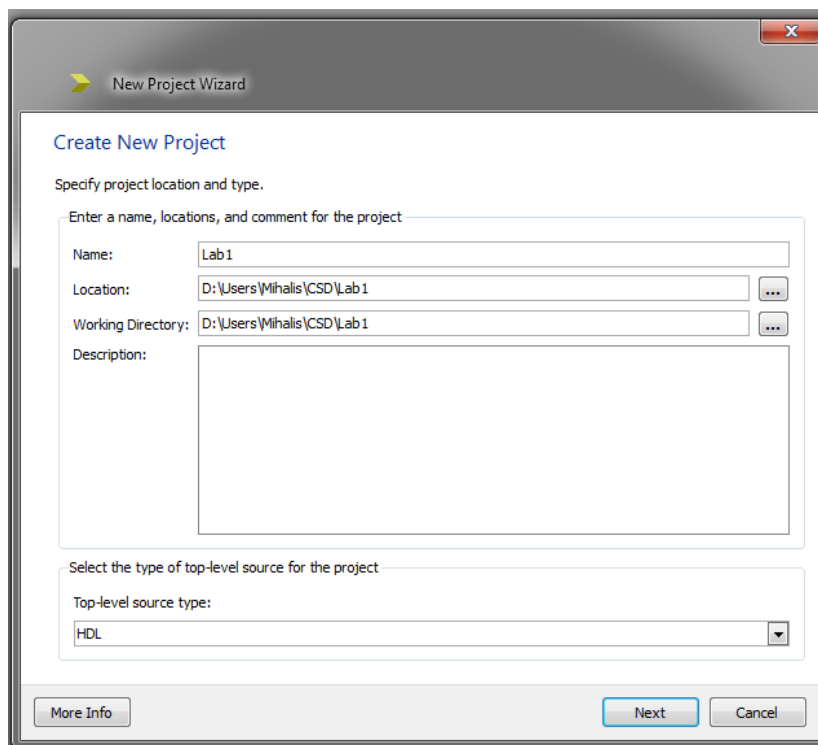 New Project Wizard
Create New Project
Specify project location and type.
Enter a name, locations, and comment for the project
Name: Lab1
Location: D:\Users\Mihalis\CSD\Lab1 ...
Working Directory: D:\Users\Mihalis\CSD\Lab1 ...
Description:
Select the type of top-level source for the project
Top-level source type:
HDL
More Info Next Cancel